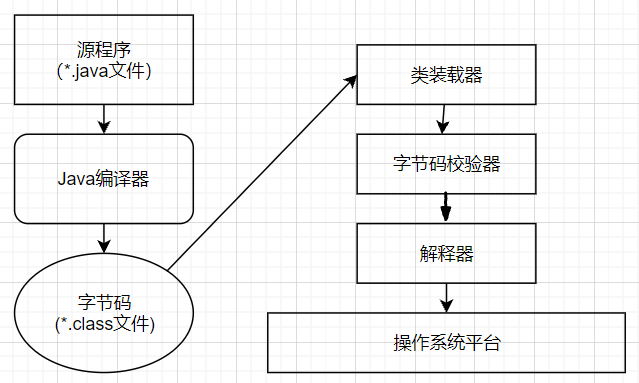 源程序
(*.java文件)
Java编译器
字节码
(*.class文件)
类装载器
字节码校验器
解释器
操作系统平台